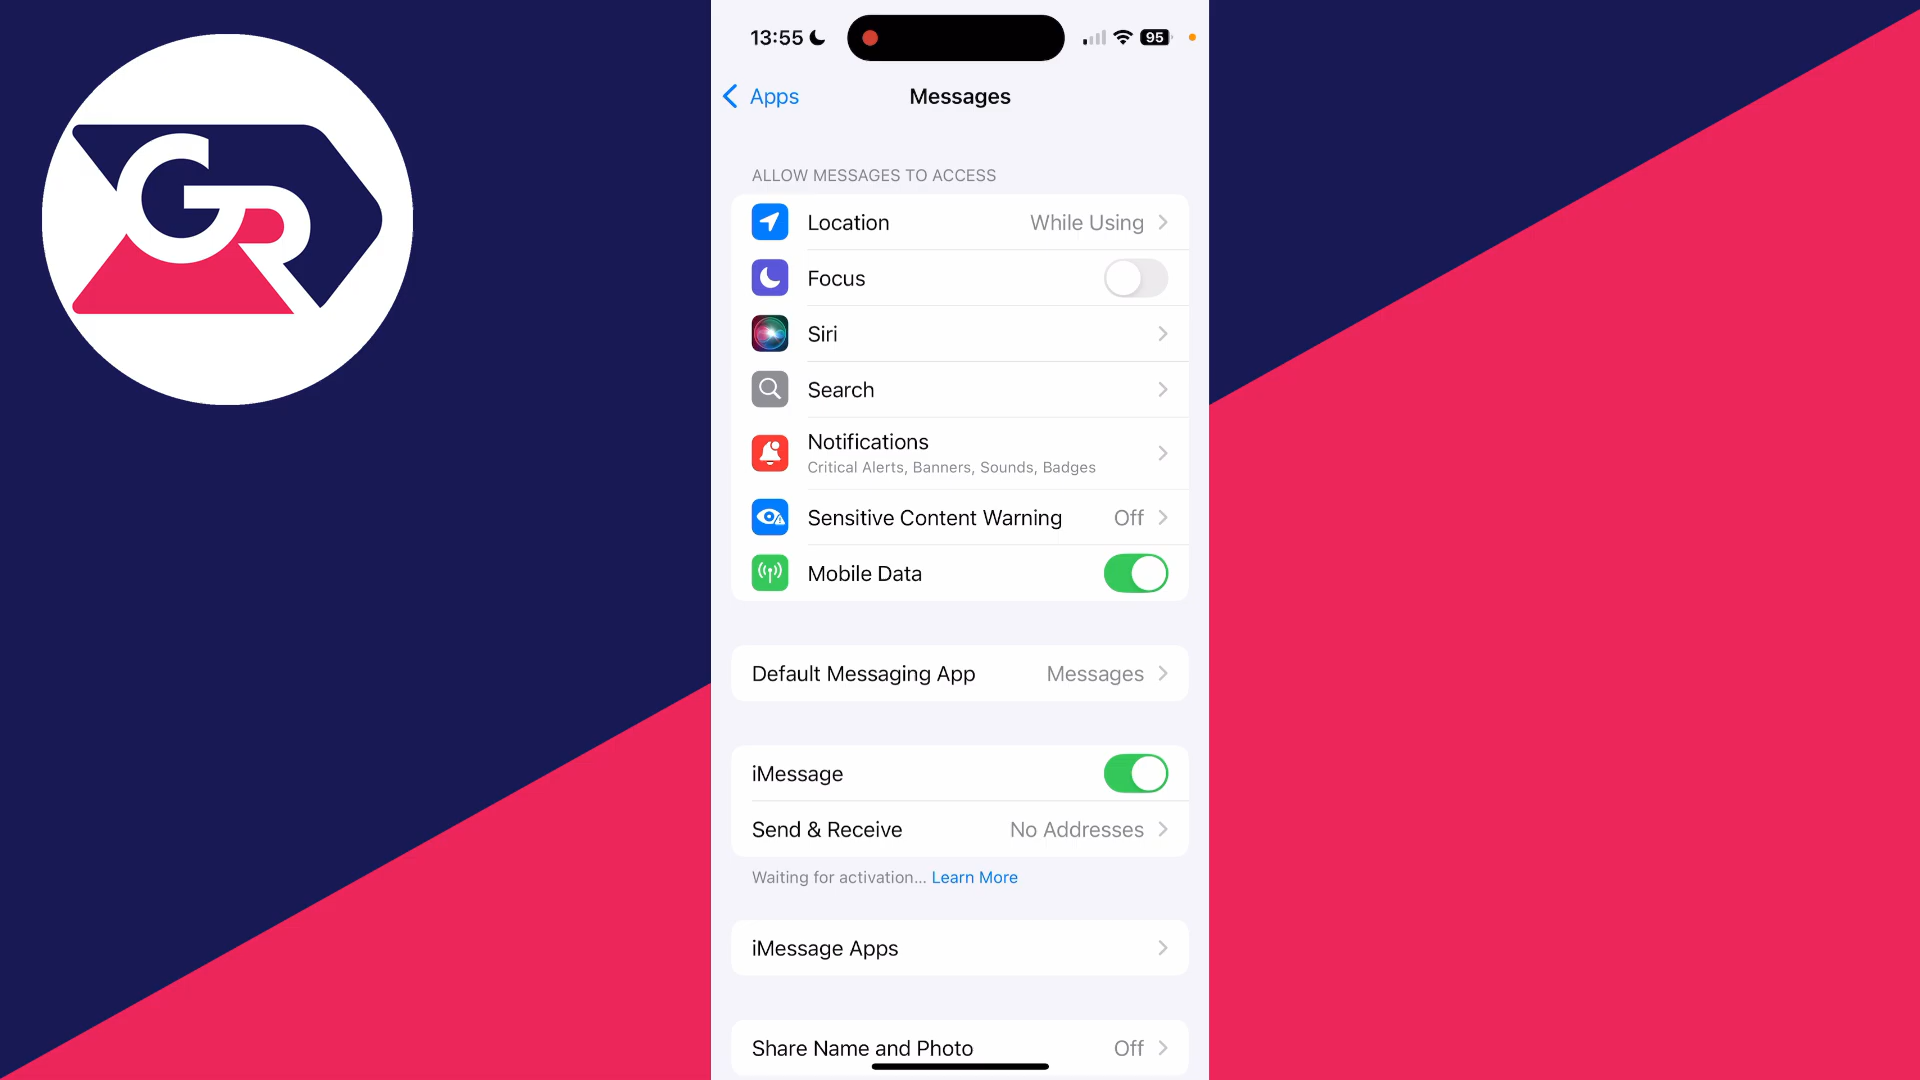 GR
13:55
95
Apps
Messages
ALLOW MESSAGES TO ACCESS
Location
While Using
Focus
Siri
Search
Notifications
Critical Alerts, Banners, Sounds, Badges
Sensitive Content Warning
Off
Mobile Data
Default Messaging App
Messages
iMessage
Send & Receive
No Addresses
Waiting for activation... Learn More
iMessage Apps
Share Name and Photo
Off